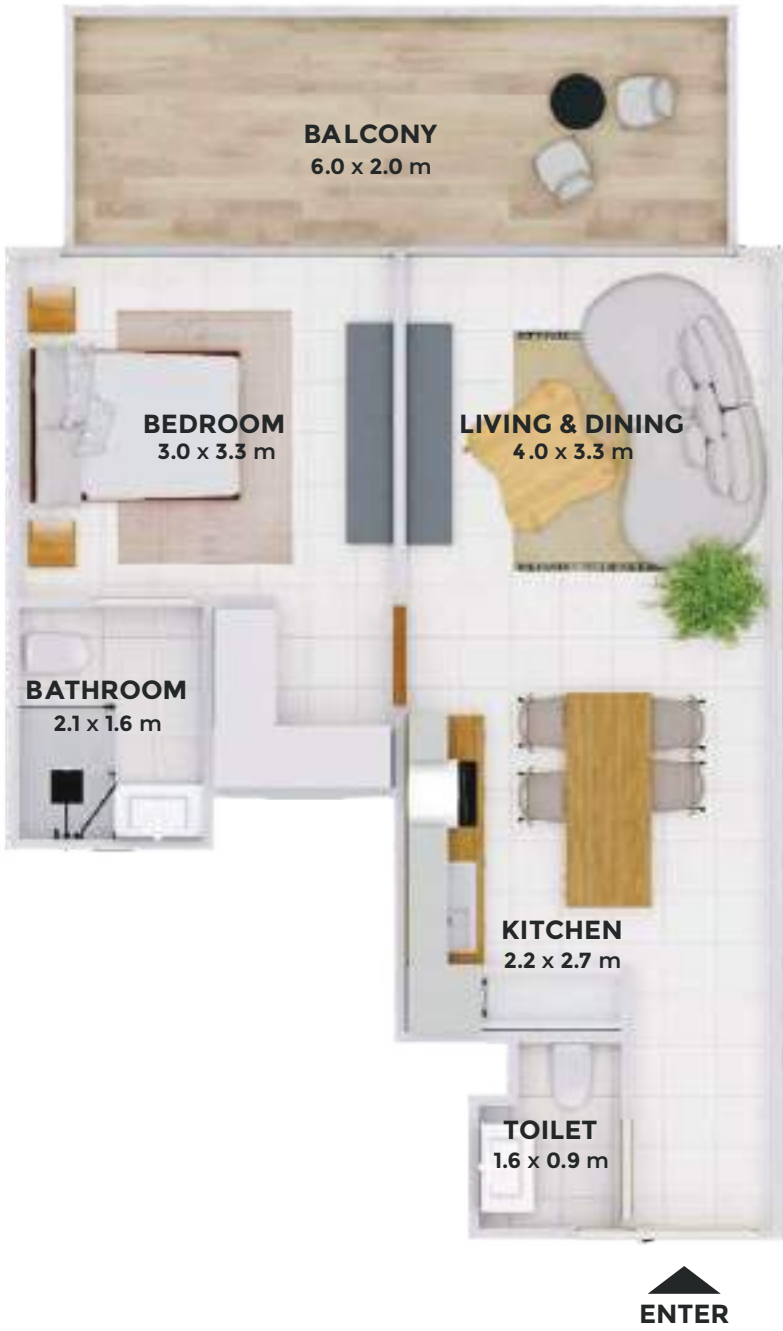 BALCONY
6.0 x 2.0 m
BEDROOM
3.0 x 3.3 m
LIVING & DINING
4.0 x 3.3 m
BATHROOM
2.1 x 1.6 m
KITCHEN
2.2 x 2.7 m
TOILET
1.6 x 0.9 m
ENTER